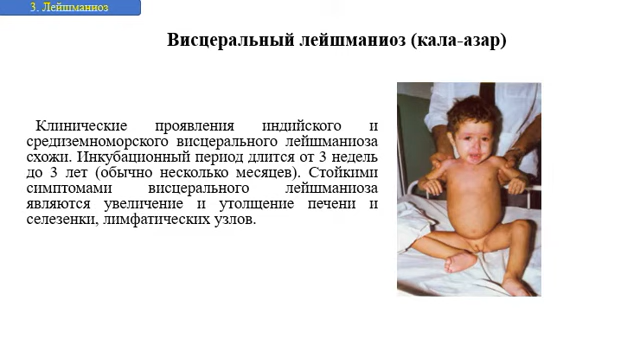 3. Лейшманиоз
Висцеральный лейшманиоз (кала-азар)
Клинические проявления индийского и
средиземноморского висцерального лейшманиоза
схожи. Инкубационный период длится от 3 недель
до 3 лет (обычно несколько месяцев). Стойкими
симптомами висцерального лейшманиоза
являются увеличение и утолщение печени и
селезенки, лимфатических узлов.